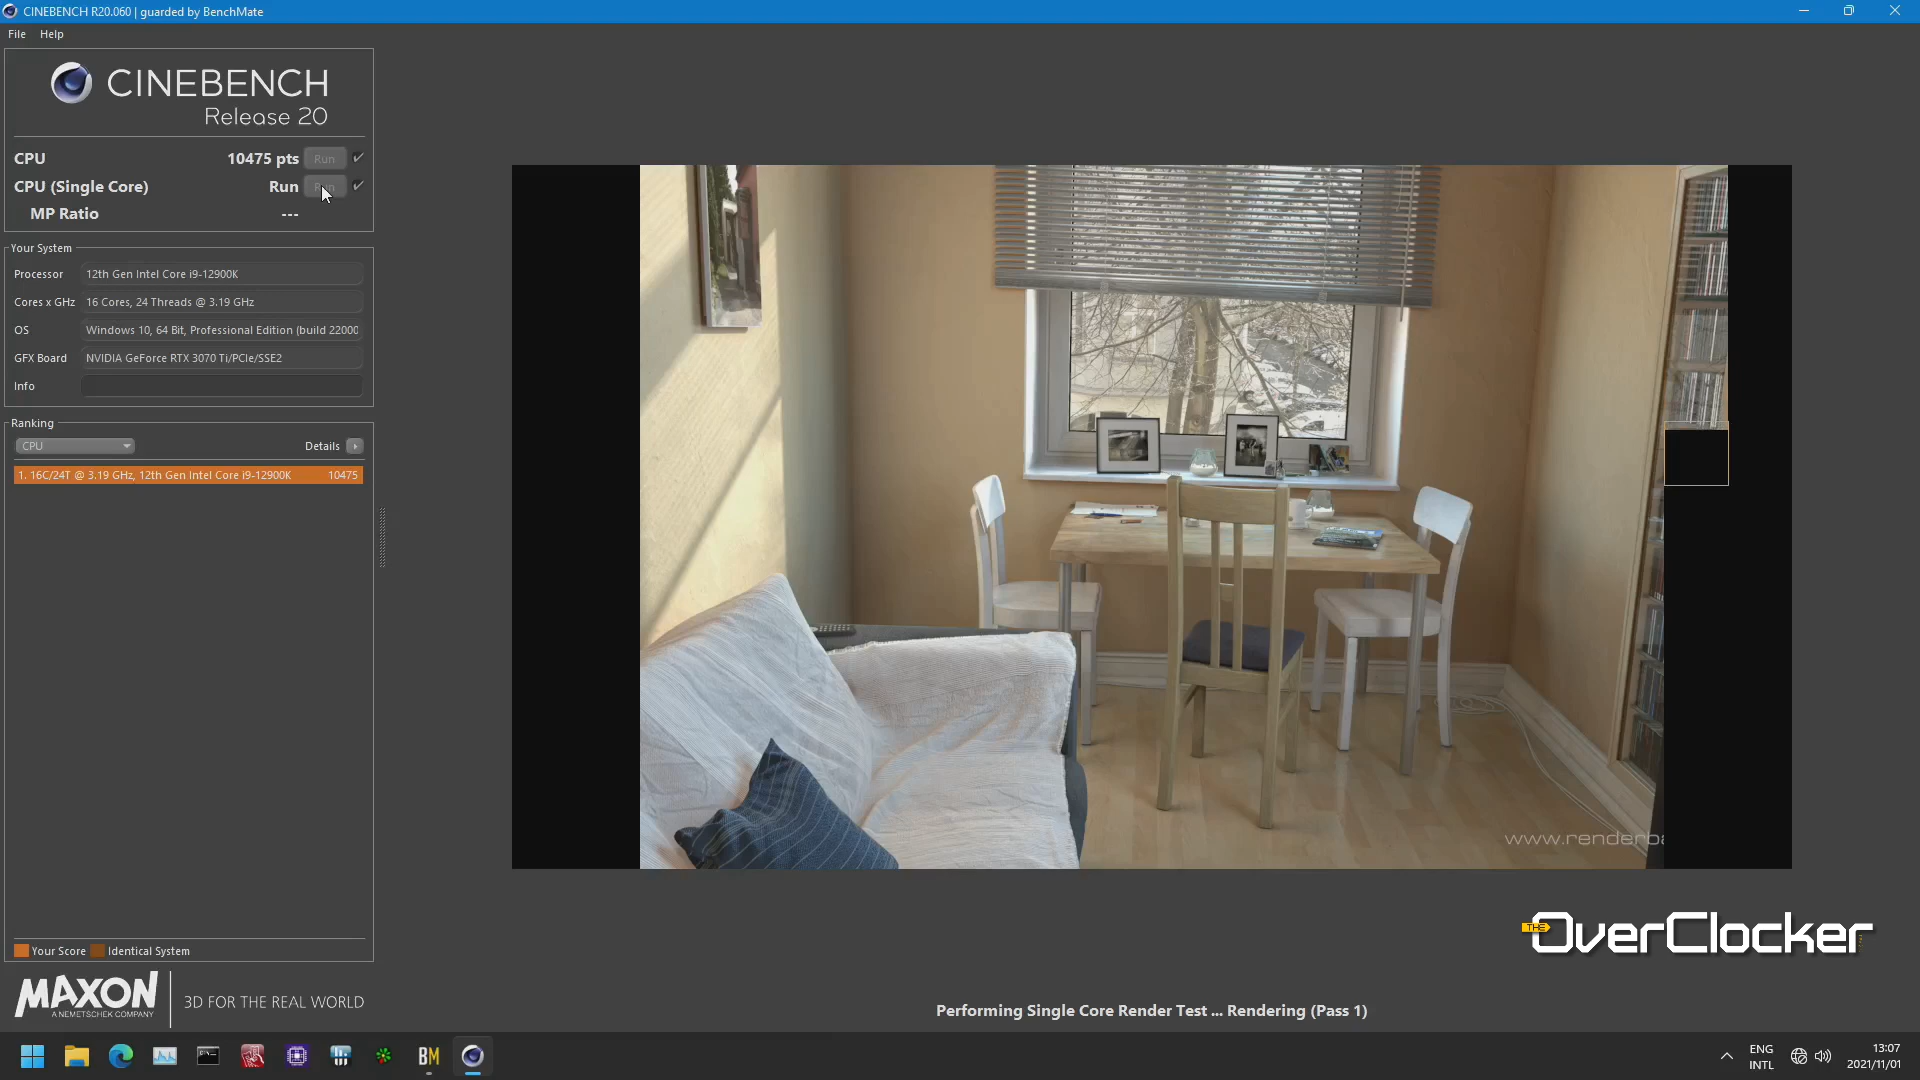 CINEBENCH R20.060 | guarded by BenchMate
File Help
CINEBENCH
Release 20
CPU 10475 pts Run
CPU (Single Core) Run
MP Ratio ---
Your System
Processor 12th Gen Intel Core i9-12900K
Cores x GHz 16 Cores, 24 Threads @ 3.19 GHz
OS Windows 10, 64 Bit, Professional Edition (build 22000
GFX Board NVIDIA GeForce RTX 3070 Ti/PCIe/SSE2
Info
Ranking
CPU Details
1. 16C/24T @ 3.19 GHz, 12th Gen Intel Core i9-12900K 10475
www.renderba
Your Score Identical System
THE OverClocker
MAXON
A NEMETSCHEK COMPANY
3D FOR THE REAL WORLD
Performing Single Core Render Test ... Rendering (Pass 1)
BM
ENG
INTL
13:07
2021/11/01